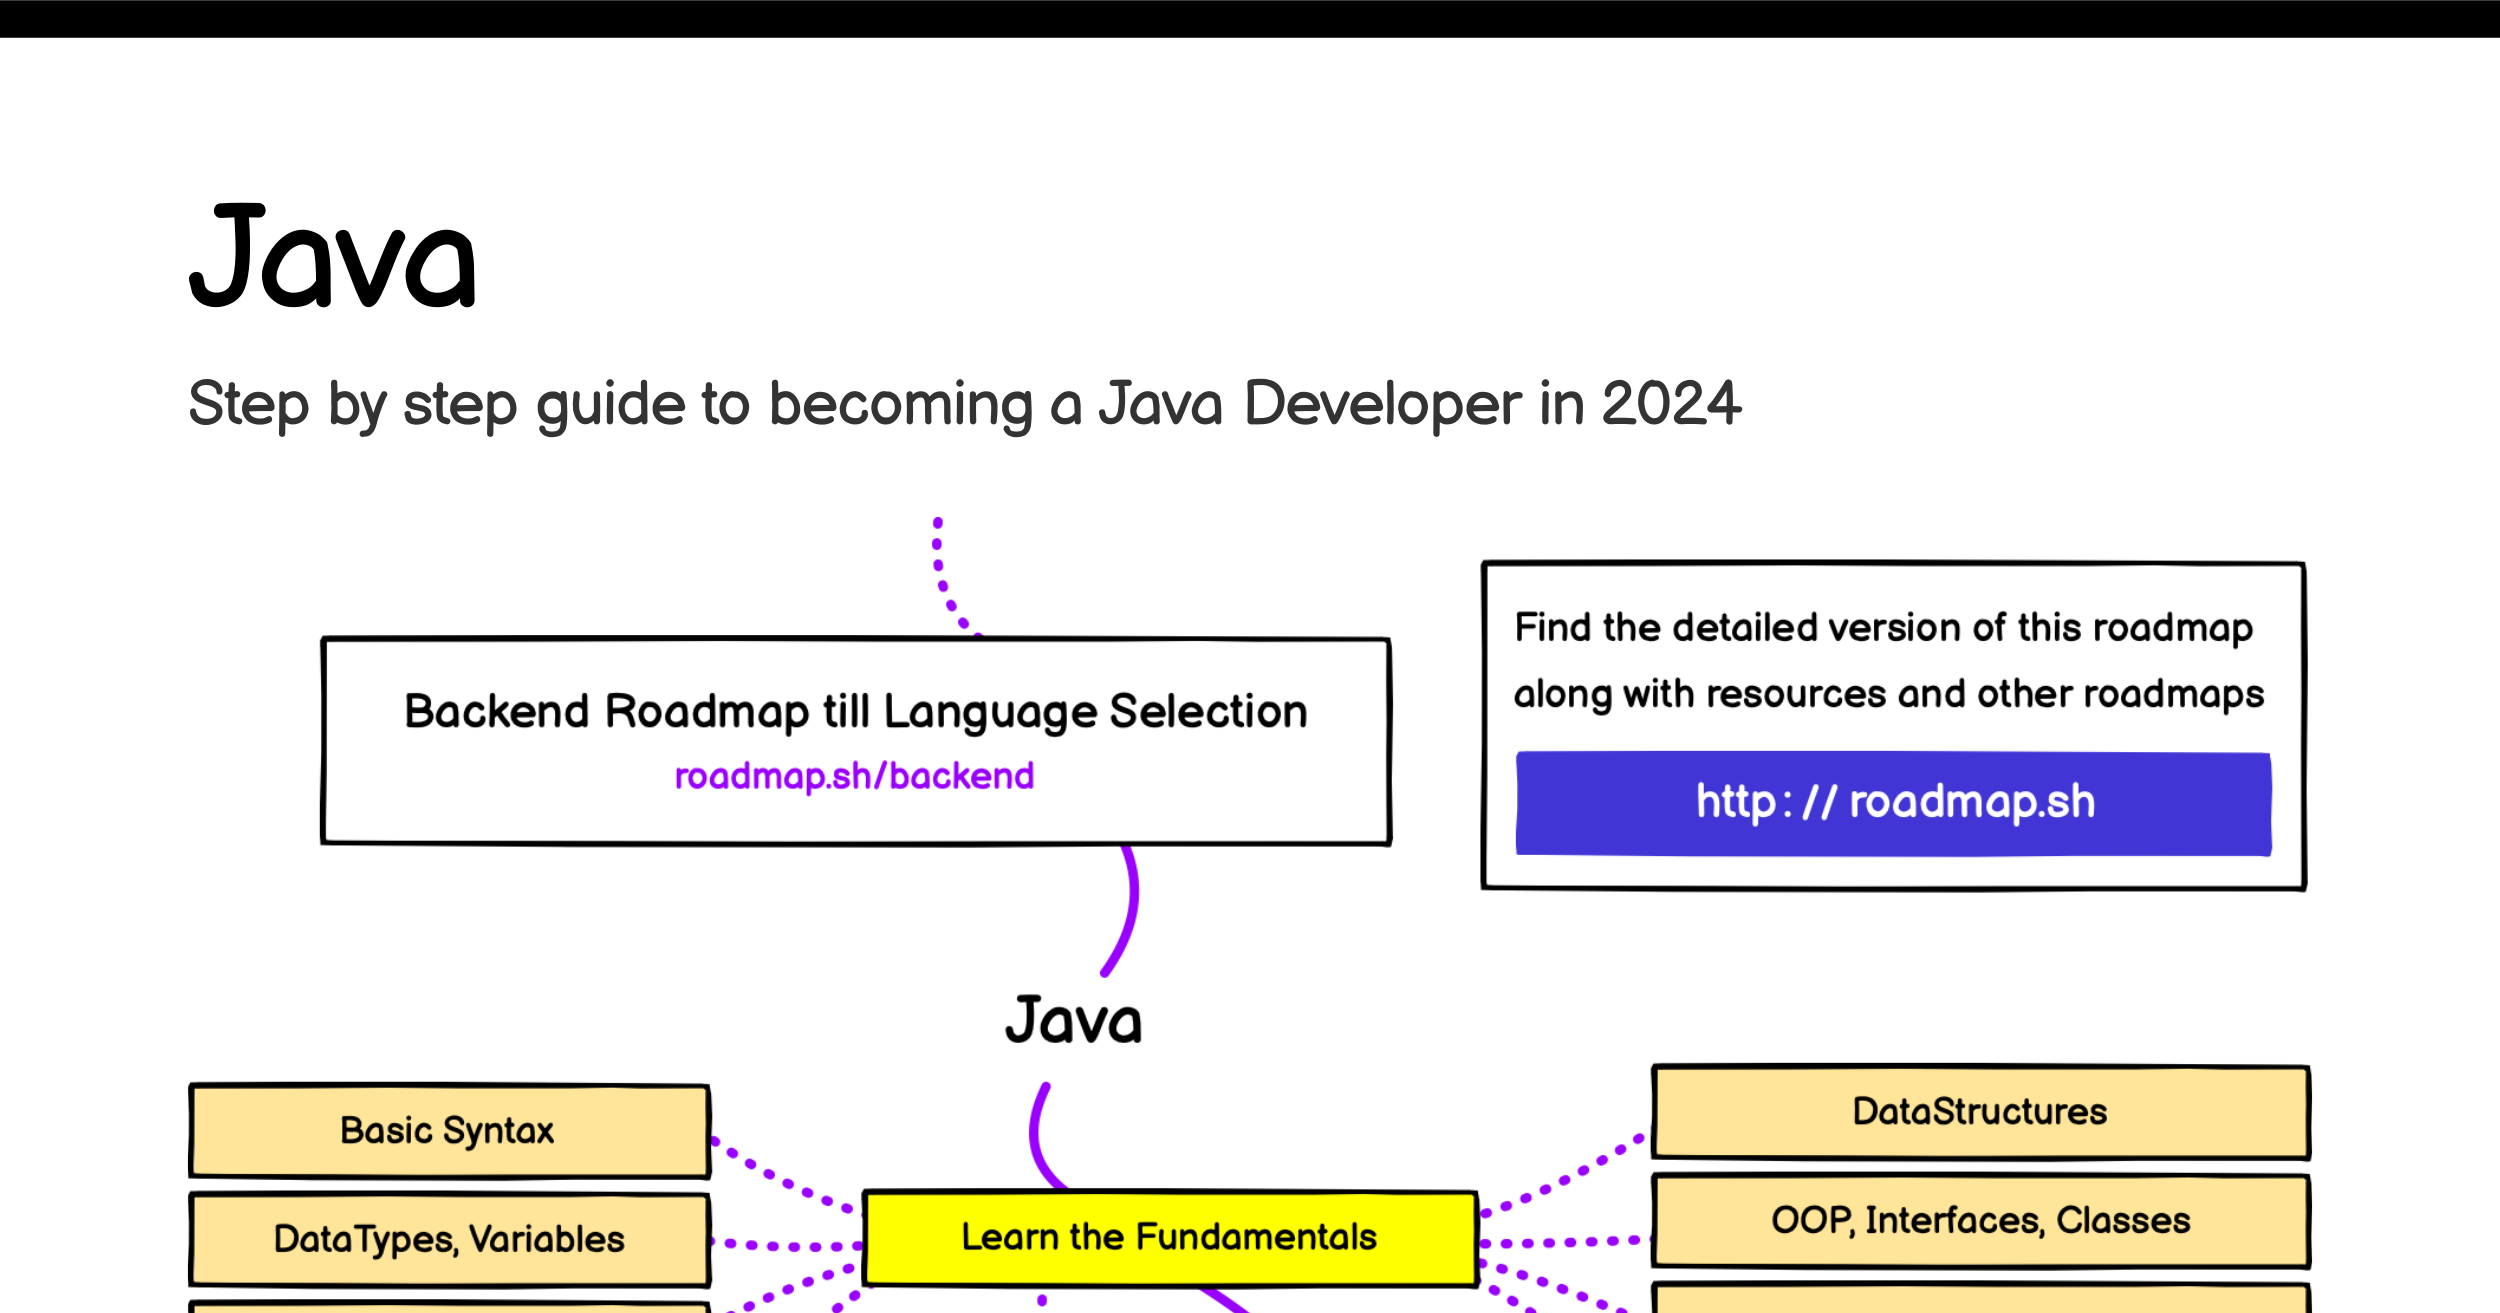 Java
Step by step guide to becoming a Java Developer in 2024
Find the detailed version of this roadmap
along with resources and other roadmaps
http://roadmap.sh
Backend Roadmap till Language Selection
roadmap.sh/backend
Java
Basic Syntax
DataTypes, Variables
Learn the Fundamentals
DataStructures
OOP, Interfaces, Classes